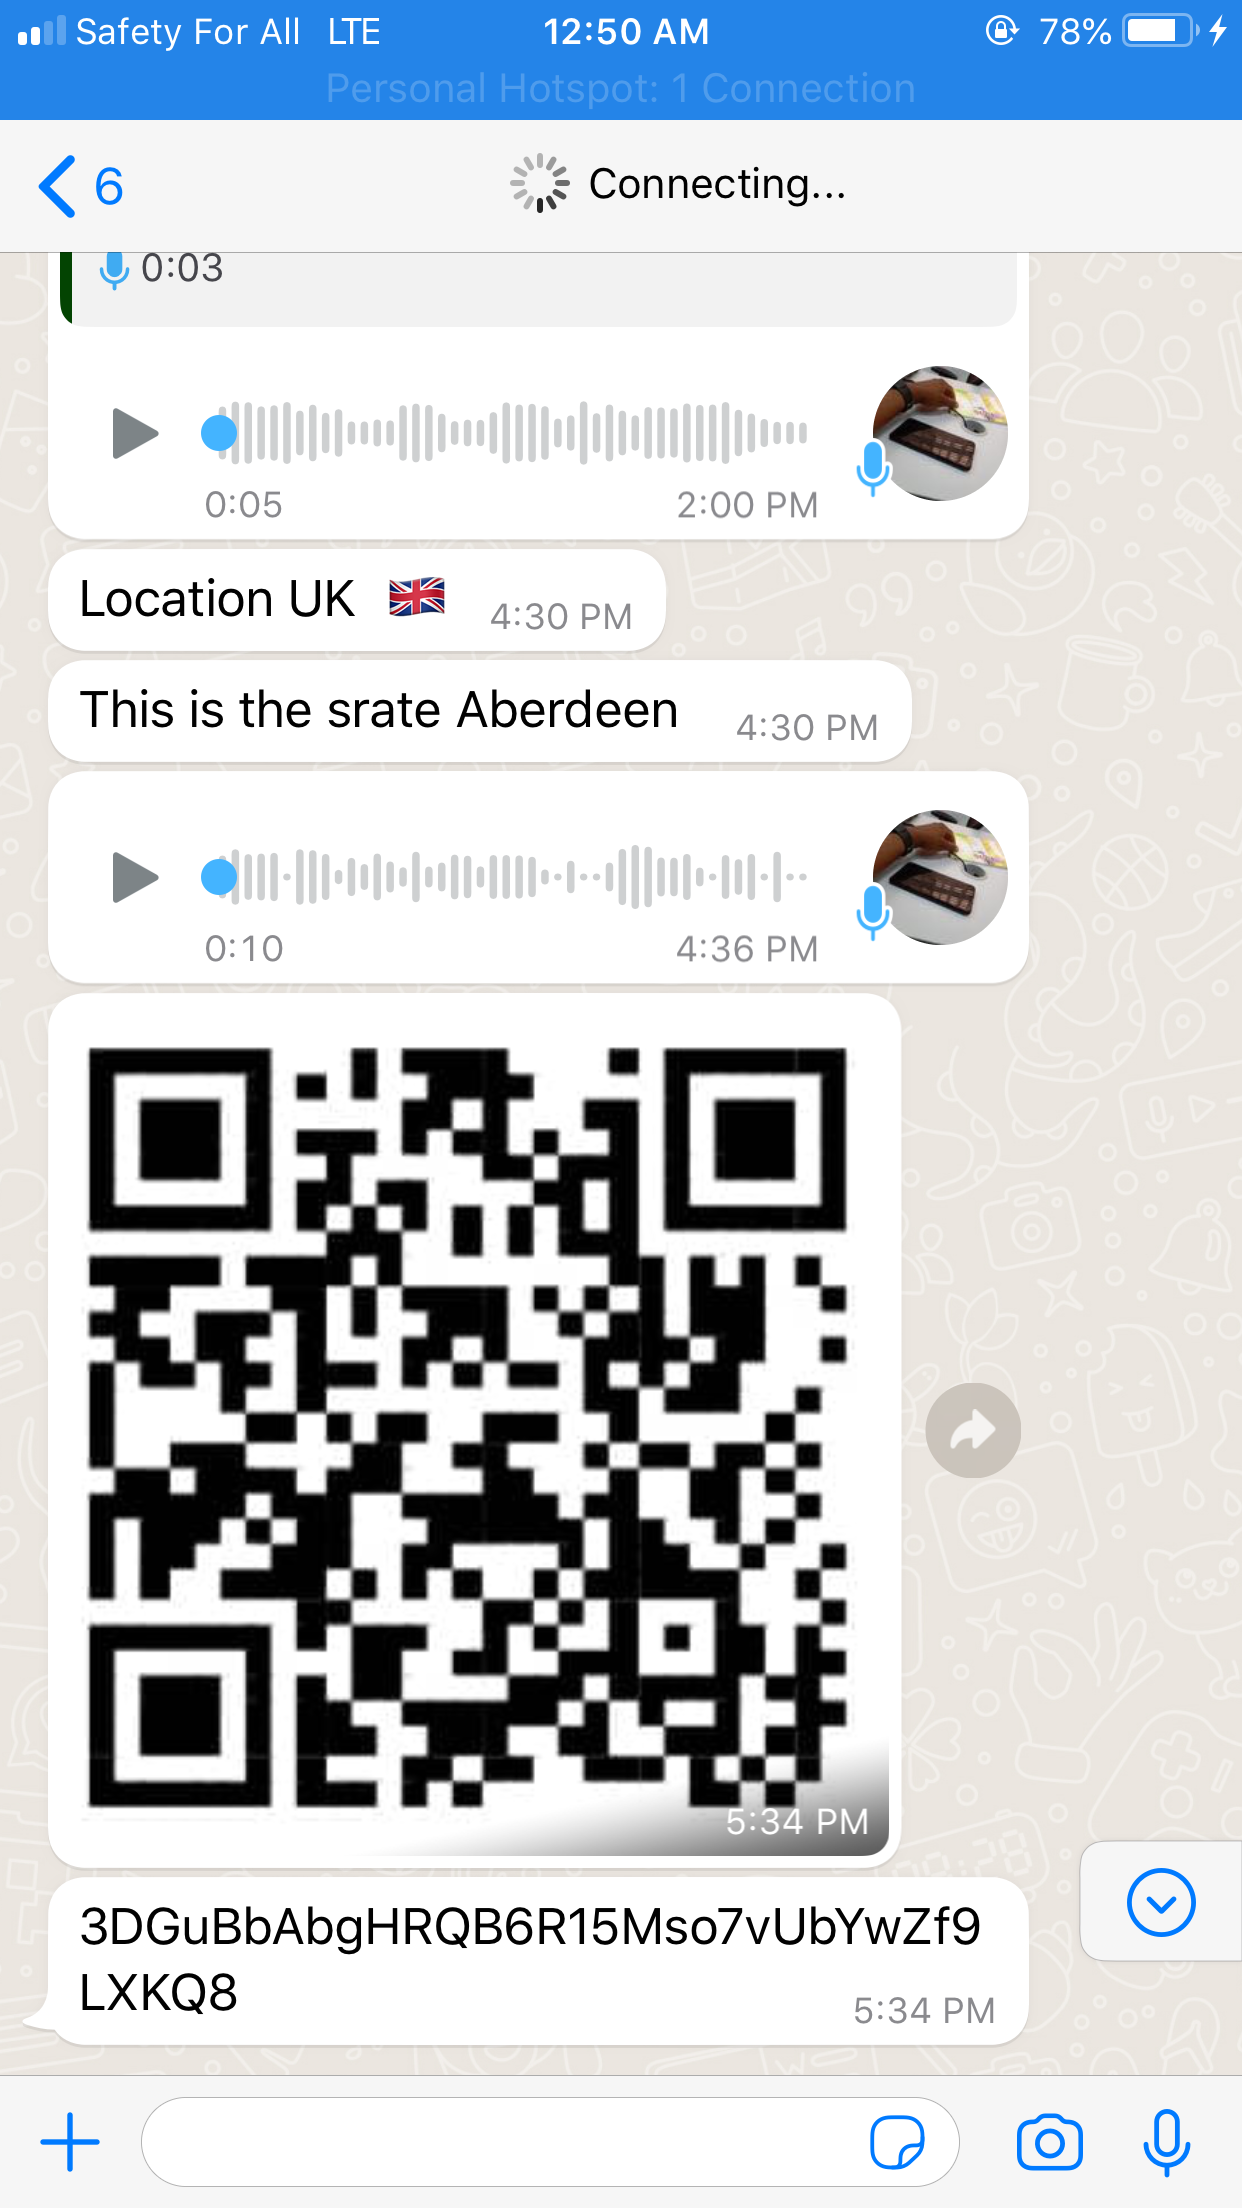 Safety For All LTE 12:50 AM 78%
Personal Hotspot: 1 Connection
6 Connecting...
0:03
0:05 2:00 PM
Location UK 🇬🇧 4:30 PM
This is the srate Aberdeen 4:30 PM
0:10 4:36 PM
5:34 PM
3DGuBbAbgHRQB6R15Mso7vUbYwZf9
LXKQ8 5:34 PM